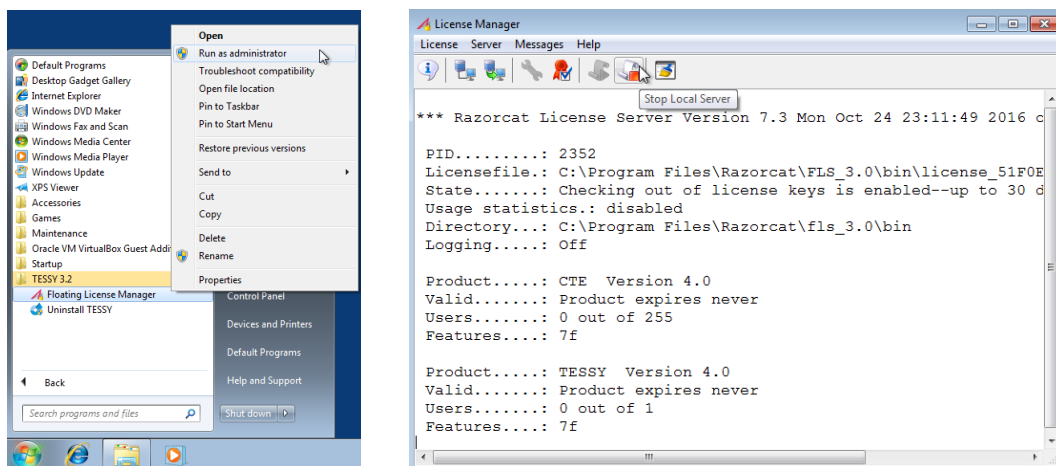 Open
Run as administrator
Troubleshoot compatibility
Open file location
Pin to Taskbar
Pin to Start Menu
Restore previous versions
Send to
Cut
Copy
Delete
Rename
Properties
Default Programs
Desktop Gadget Gallery
Internet Explorer
Windows DVD Maker
Windows Fax and Scan
Windows Media Center
Windows Media Player
Windows Update
XPS Viewer
Accessories
Games
Maintenance
Oracle VM VirtualBox Guest Addi
Startup
TESSY 3.2
Floating License Manager
Uninstall TESSY
Back
Search programs and files
Control Panel
Devices and Printers
Default Programs
Help and Support
Shut down
License Manager
License Server Messages Help
Stop Local Server
*** Razorcat License Server Version 7.3 Mon Oct 24 23:11:49 2016 c
PID.........: 2352
Licensefile.: C:\Program Files\Razorcat\FLS_3.0\bin\license_51F0E
State.......: Checking out of license keys is enabled--up to 30 d
Usage statistics.: disabled
Directory...: C:\Program Files\Razorcat\fls_3.0\bin
Logging.....: Off
Product.....: CTE Version 4.0
Valid.......: Product expires never
Users.......: 0 out of 255
Features....: 7f
Product.....: TESSY Version 4.0
Valid.......: Product expires never
Users.......: 0 out of 1
Features....: 7f